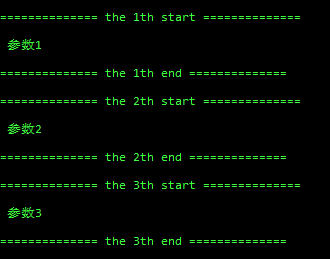 ============== the 1th start ==============
参数1
============== the 1th end ==============
============== the 2th start ==============
参数2
============== the 2th end ==============
============== the 3th start ==============
参数3
============== the 3th end ==============